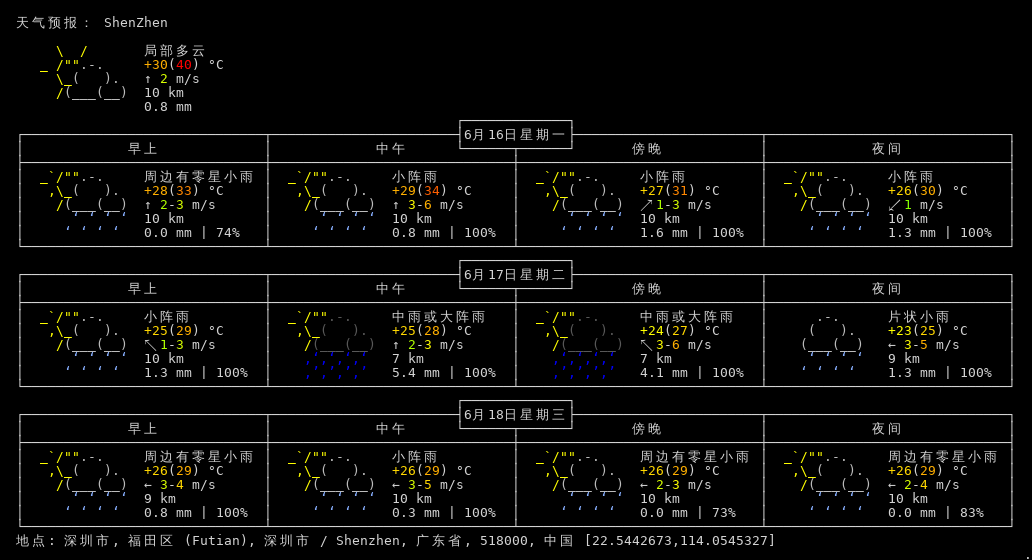 天气预报： ShenZhen
局部多云
+30(40) °C
↑ 2 m/s
10 km
0.8 mm
6月16日星期一
早上 中午 傍晚 夜间
周边有零星小雨 小阵雨 小阵雨 小阵雨
+28(33) °C +29(34) °C +27(31) °C +26(30) °C
↑ 2-3 m/s ↑ 3-6 m/s ↗ 1-3 m/s ↙ 1 m/s
10 km 10 km 10 km 10 km
0.0 mm | 74% 0.8 mm | 100% 1.6 mm | 100% 1.3 mm | 100%
6月17日星期二
早上 中午 傍晚 夜间
小阵雨 中雨或大阵雨 中雨或大阵雨 片状小雨
+25(29) °C +25(28) °C +24(27) °C +23(25) °C
↖ 1-3 m/s ↑ 2-3 m/s ↖ 3-6 m/s ← 3-5 m/s
10 km 7 km 7 km 9 km
1.3 mm | 100% 5.4 mm | 100% 4.1 mm | 100% 1.3 mm | 100%
6月18日星期三
早上 中午 傍晚 夜间
周边有零星小雨 小阵雨 周边有零星小雨 周边有零星小雨
+26(29) °C +26(29) °C +26(29) °C +26(29) °C
← 3-4 m/s ← 3-5 m/s ← 2-3 m/s ← 2-4 m/s
9 km 10 km 10 km 10 km
0.8 mm | 100% 0.3 mm | 100% 0.0 mm | 73% 0.0 mm | 83%
地点: 深圳市, 福田区 (Futian), 深圳市 / Shenzhen, 广东省, 518000, 中国 [22.5442673,114.0545327]